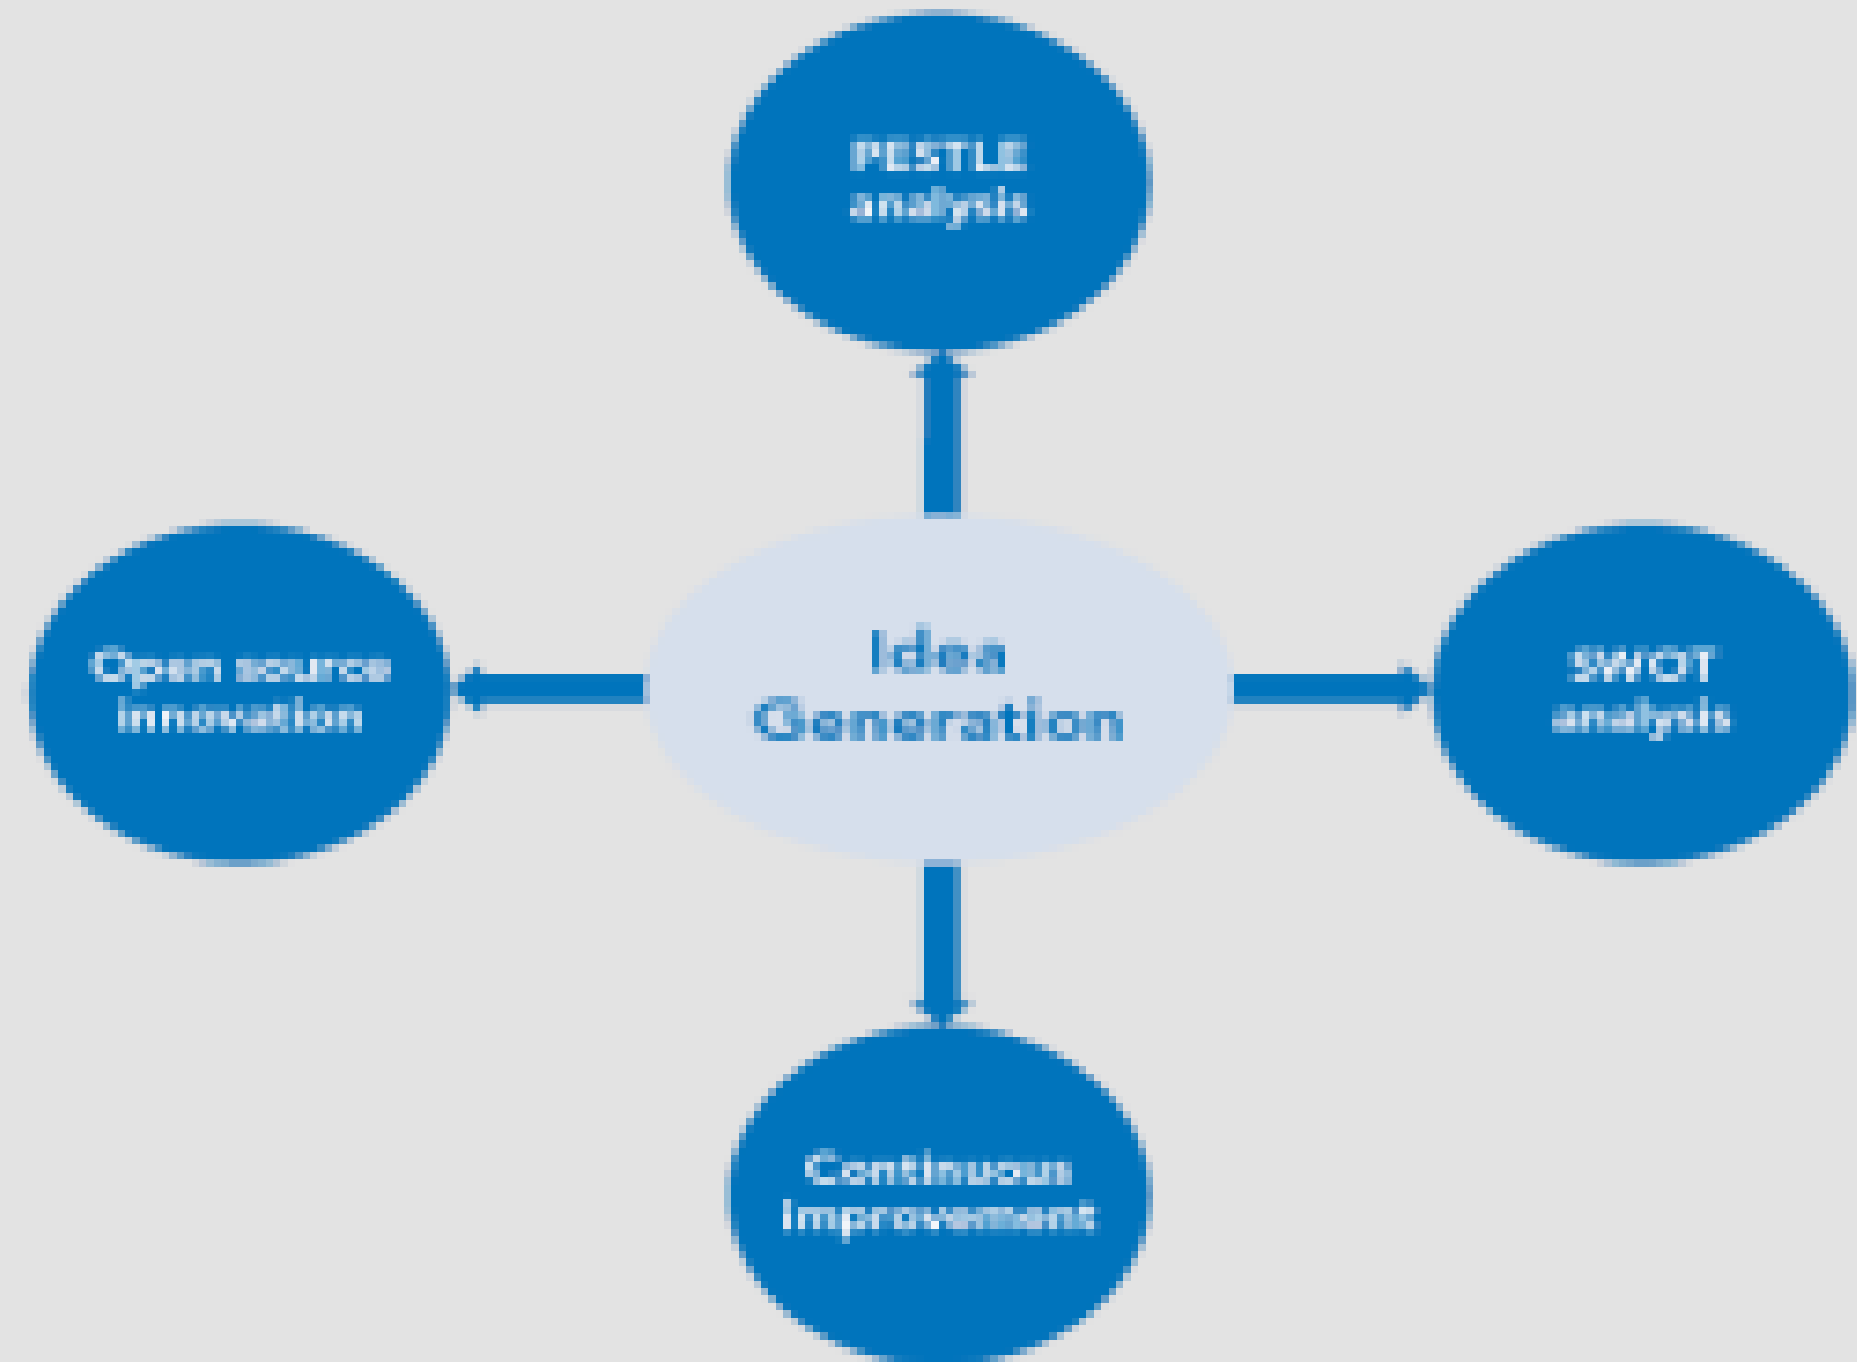 PESTLE
analysis
Open source
innovation
Idea
Generation
SWOT
analysis
Continuous
Improvement